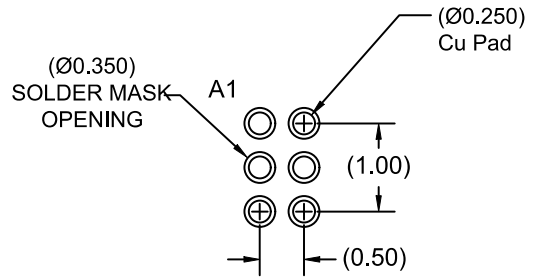 (Ø0.250)
Cu Pad
(Ø0.350)
SOLDER MASK
OPENING
A1
(1.00)
(0.50)